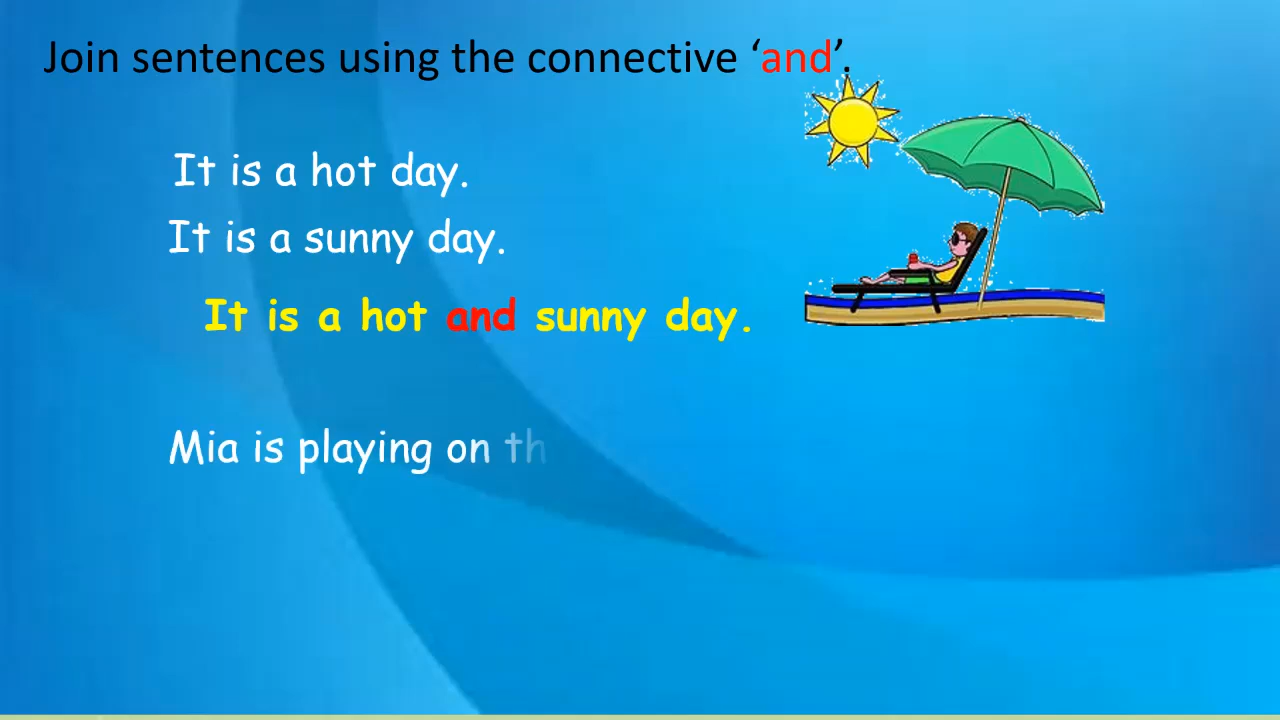 Join sentences using the connective ‘and’.
It is a hot day.
It is a sunny day.
It is a hot and sunny day.
Mia is playing on th